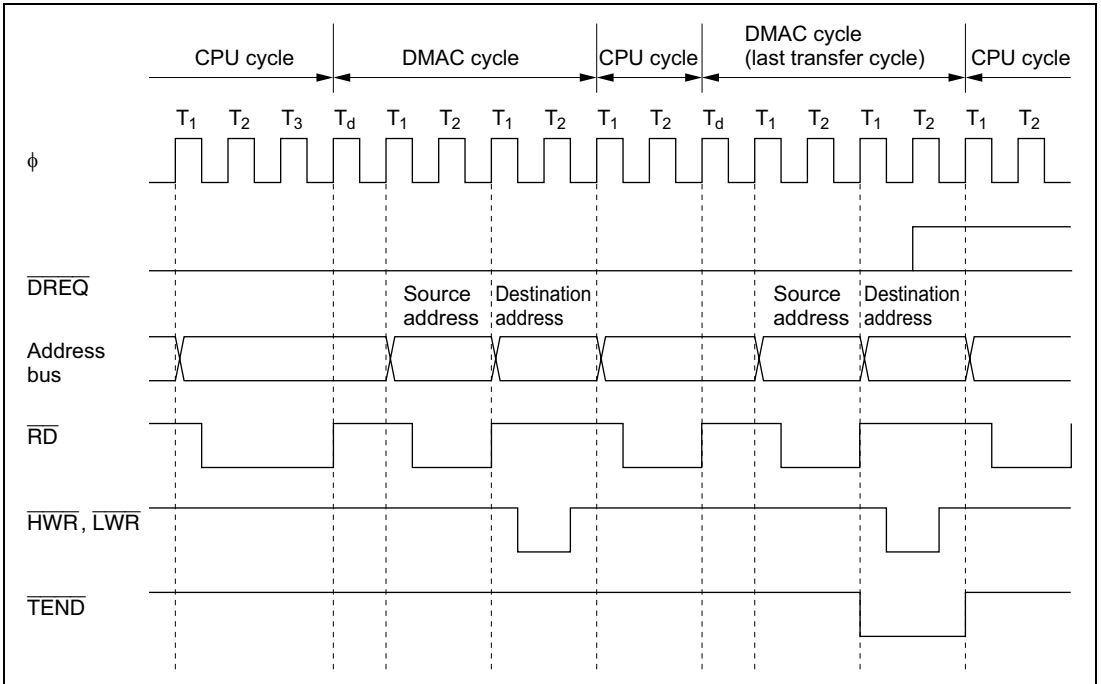 DMAC cycle
(last transfer cycle)
CPU cycle DMAC cycle CPU cycle CPU cycle
T1 T2 T3 Td T1 T2 T1 T2 T1 T2 Td T1 T2 T1 T2 T1 T2
ϕ
DREQ
Source address
Destination address
Source address
Destination address
Address
bus
RD
HWR, LWR
TEND